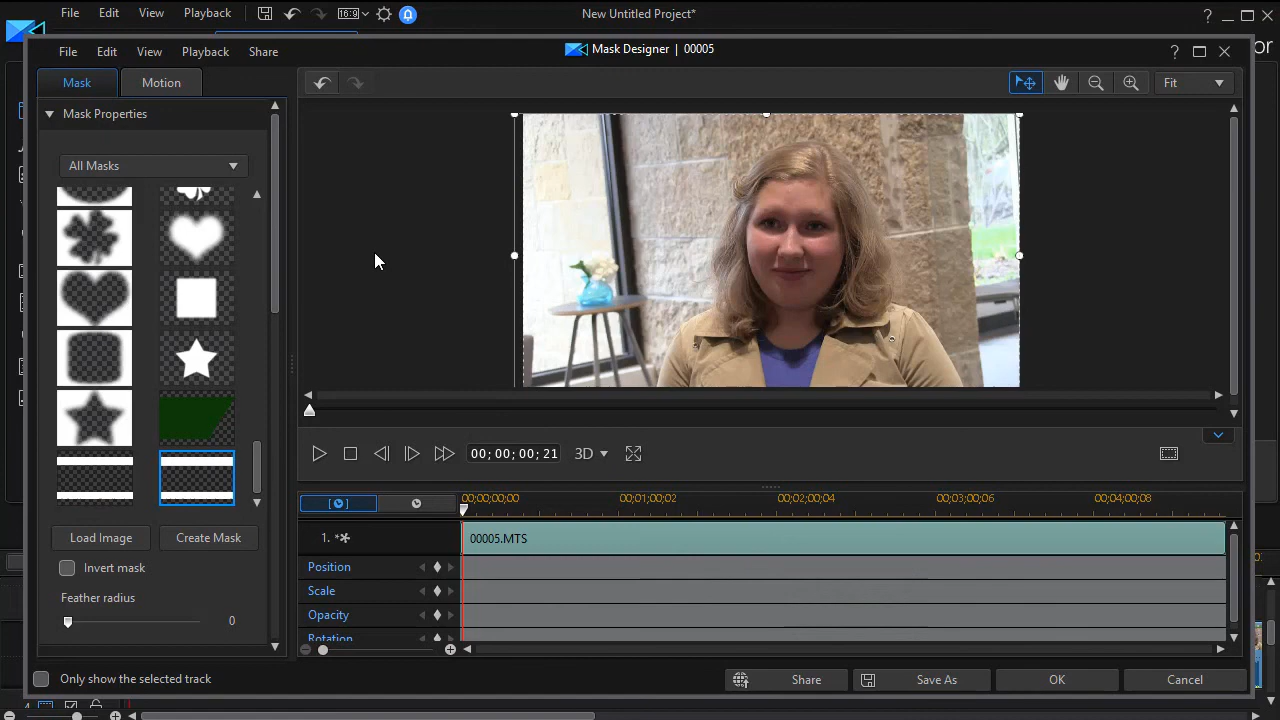 File Edit View Playback 16:9 New Untitled Project* ?
or
File Edit View Playback Share Mask Designer | 00005 ?
Mask Motion Fit
Mask Properties
All Masks
00; 00; 00; 21 3D
00;00;00;00 00;01;00;02 00;02;00;04 00;03;00;06 00;04;00;08
1. 00005.MTS
Load Image Create Mask
Invert mask
Position
Scale
Feather radius
Opacity
0
Rotation
Only show the selected track Share Save As OK Cancel